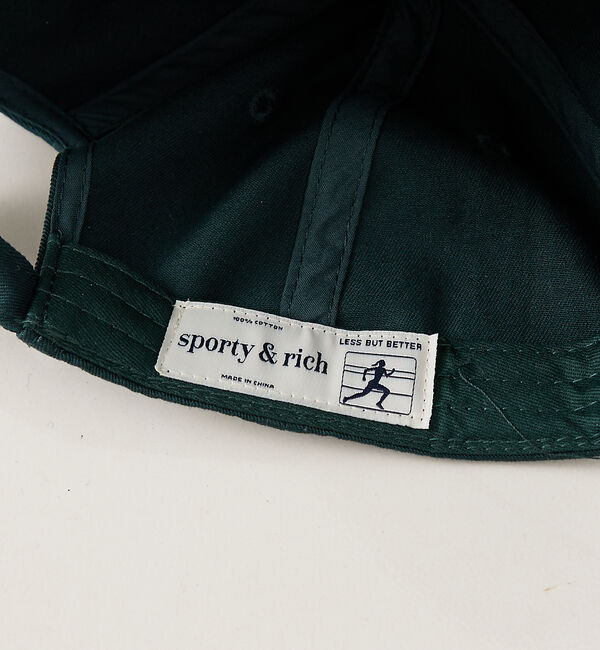 100% COTTON
sporty & rich
MADE IN CHINA
LESS BUT BETTER